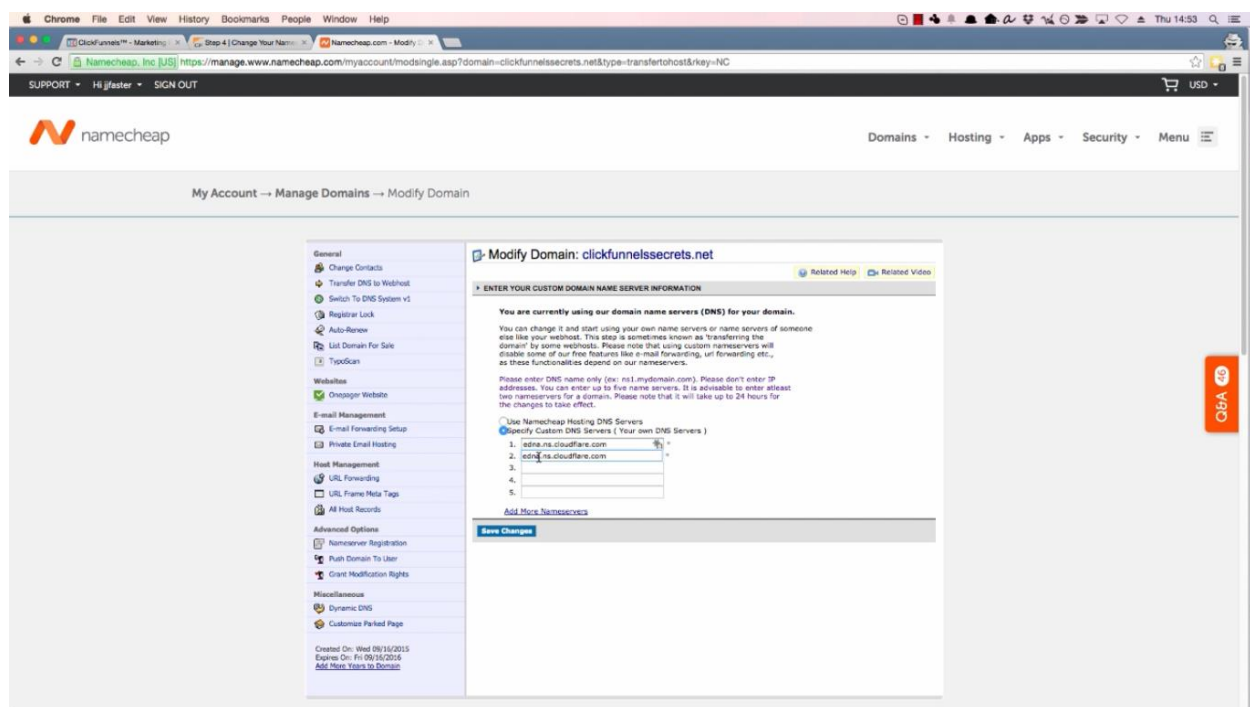 Chrome File Edit View History Bookmarks People Window Help
Thu 14:53
ClickFunnels™ - Marketing
Step 4 | Change Your Name
Namecheap.com - Modify D
Namecheap, Inc [US] https://manage.www.namecheap.com/myaccount/modsingle.asp?domain=clickfunnelssecrets.net&type=transfertohost&rkey=NC
SUPPORT Hi jjfaster SIGN OUT
USD
namecheap
Domains Hosting Apps Security Menu
My Account → Manage Domains → Modify Domain
General
Change Contacts
Transfer DNS to Webhost
Switch To DNS System v1
Registrar Lock
Auto-Renew
List Domain For Sale
TypoScan
Websites
Onepager Website
E-mail Management
E-mail Forwarding Setup
Private Email Hosting
Host Management
URL Forwarding
URL Frame Meta Tags
All Host Records
Advanced Options
Nameserver Registration
Push Domain To User
Grant Modification Rights
Miscellaneous
Dynamic DNS
Customize Parked Page
Created On: Wed 09/16/2015
Expires On: Fri 09/16/2016
Add More Years to Domain
Modify Domain: clickfunnelssecrets.net
Related Help Related Video
ENTER YOUR CUSTOM DOMAIN NAME SERVER INFORMATION
You are currently using our domain name servers (DNS) for your domain.
You can change it and start using your own name servers or name servers of someone
else like your webhost. This step is sometimes known as 'transferring the
domain' by some webhosts. Please note that using custom nameservers will
disable some of our free features like e-mail forwarding, url forwarding etc.,
as these functionalities depend on our nameservers.
Please enter DNS name only (ex: ns1.mydomain.com). Please don't enter IP
addresses. You can enter up to five name servers. It is advisable to enter atleast
two nameservers for a domain. Please note that it will take up to 24 hours for
the changes to take effect.
Use Namecheap Hosting DNS Servers
Specify Custom DNS Servers ( Your own DNS Servers )
1. edna.ns.cloudflare.com *
2. edna.ns.cloudflare.com *
3.
4.
5.
Add More Nameservers
Save Changes
Q&A 46